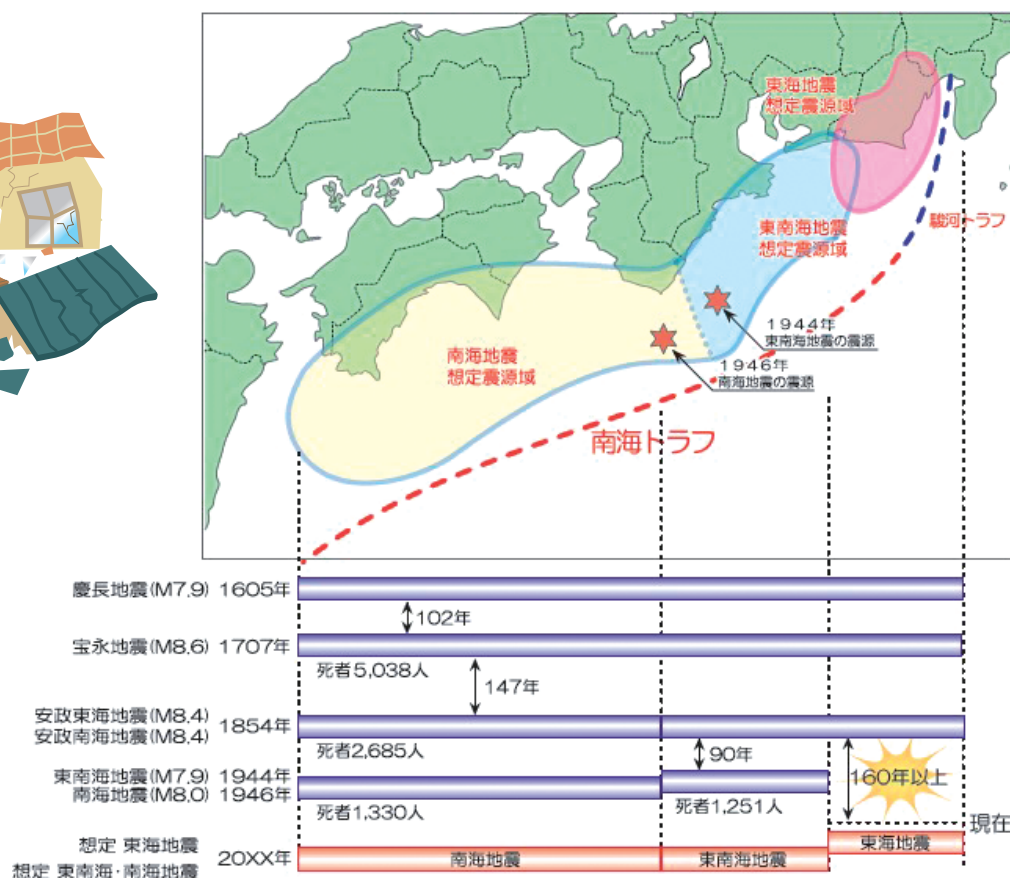 東海地震
想定震源域
駿河トラフ
東南海地震
想定震源域
1944年
東南海地震の震源
1946年
南海地震の震源
南海地震
想定震源域
南海トラフ
慶長地震(M7.9) 1605年
102年
宝永地震(M8.6) 1707年
死者5,038人
147年
安政東海地震(M8.4)
安政南海地震(M8.4)
1854年
死者2,685人
90年
東南海地震(M7.9) 1944年
南海地震(M8.0) 1946年
160年以上
死者1,330人
死者1,251人
現在
想定 東海地震
想定 東南海・南海地震
20XX年
南海地震
東南海地震
東海地震